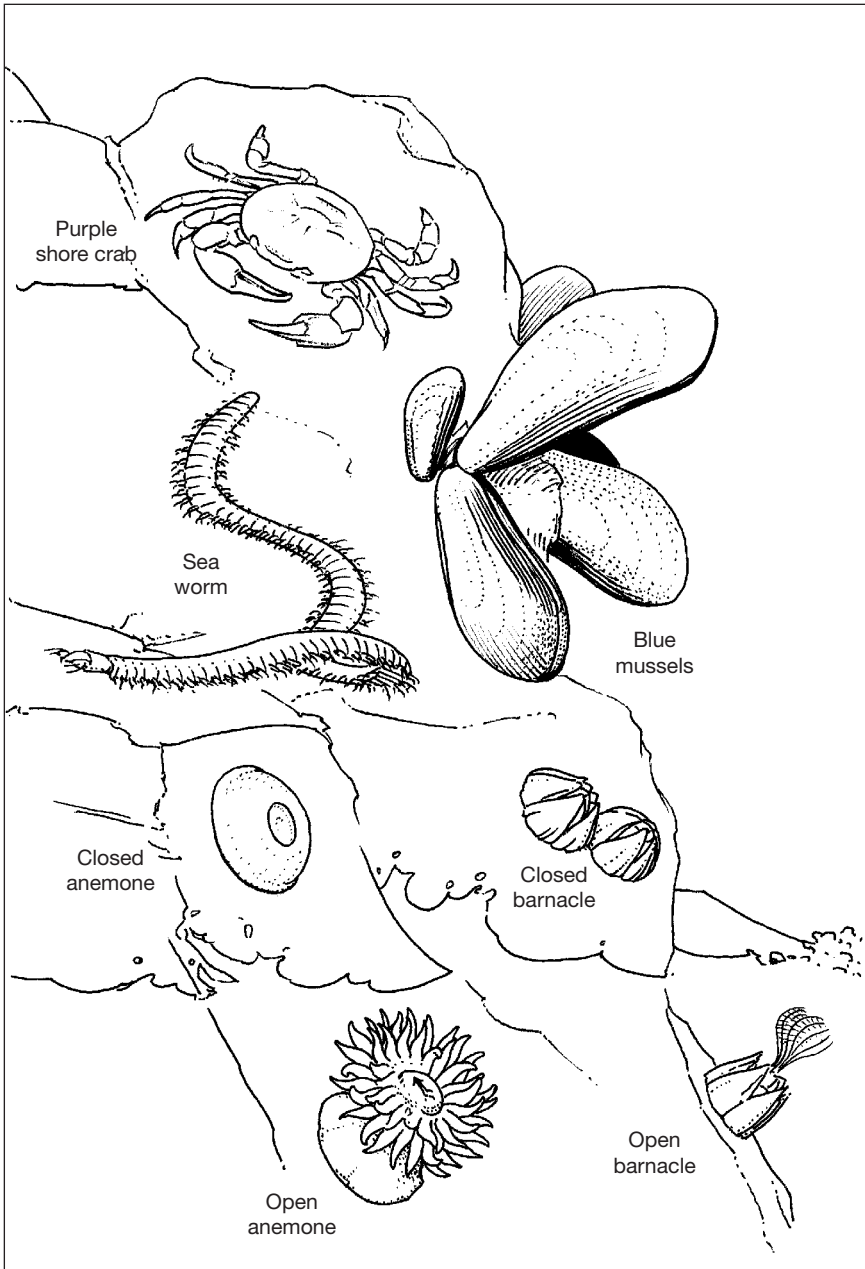 Purple
shore crab
Sea
worm
Blue
mussels
Closed
anemone
Closed
barnacle
Open
barnacle
Open
anemone